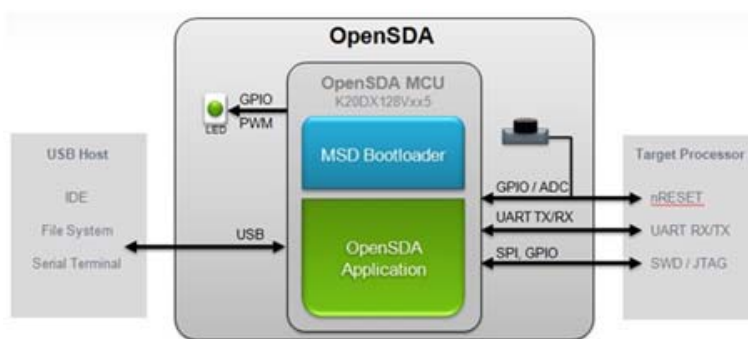 OpenSDA
OpenSDA MCU
K20DX128Vxx5
GPIO
LED
PWM
MSD Bootloader
OpenSDA
Application
USB Host
IDE
File System
Serial Terminal
USB
GPIO / ADC
UART TX/RX
SPI, GPIO
Target Processor
nRESET
UART RX/TX
SWD / JTAG